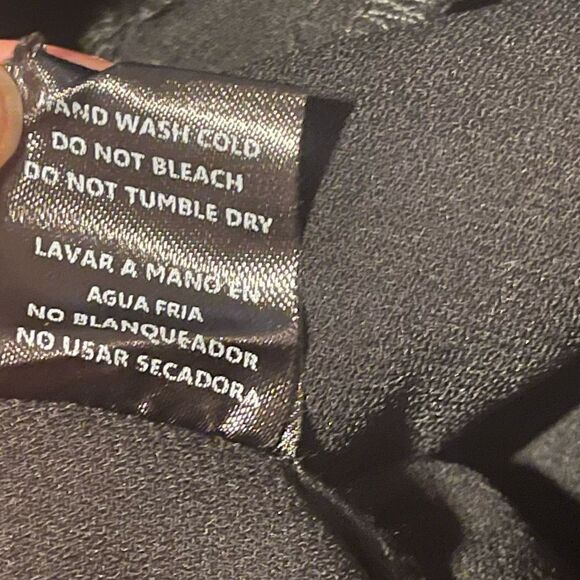 HAND WASH COLD
DO NOT BLEACH
DO NOT TUMBLE DRY
LAVAR A MANO EN
AGUA FRIA
NO BLANQUEADOR
NO USAR SECADORA